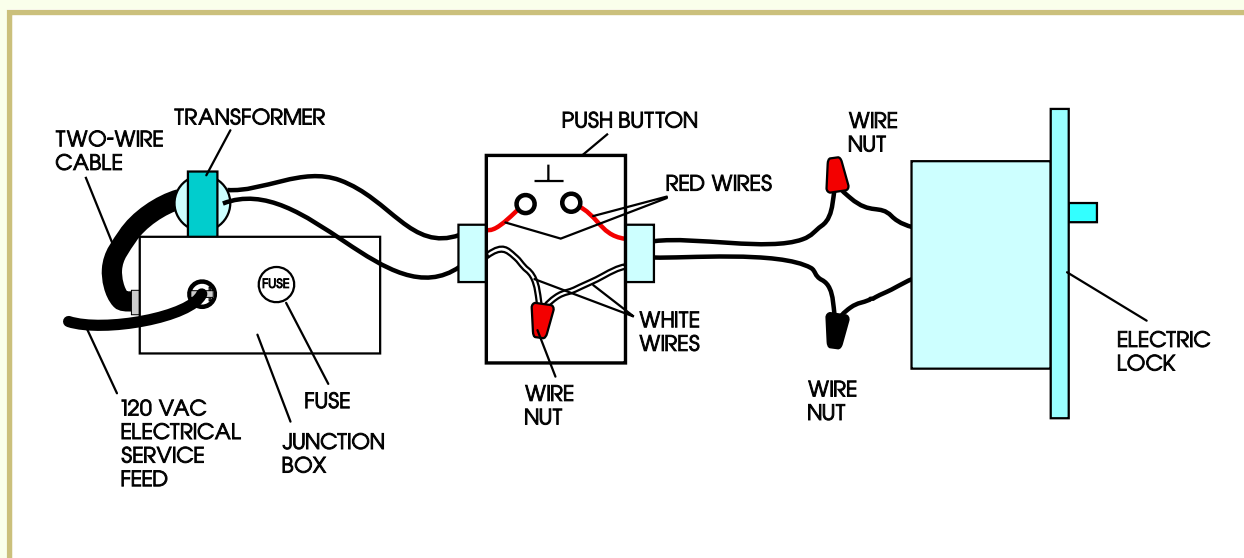 TRANSFORMER
TWO-WIRE
CABLE
PUSH BUTTON
WIRE
NUT
RED WIRES
FUSE
WHITE
WIRES
ELECTRIC
LOCK
WIRE
NUT
WIRE
NUT
FUSE
120 VAC
ELECTRICAL
SERVICE
FEED
JUNCTION
BOX